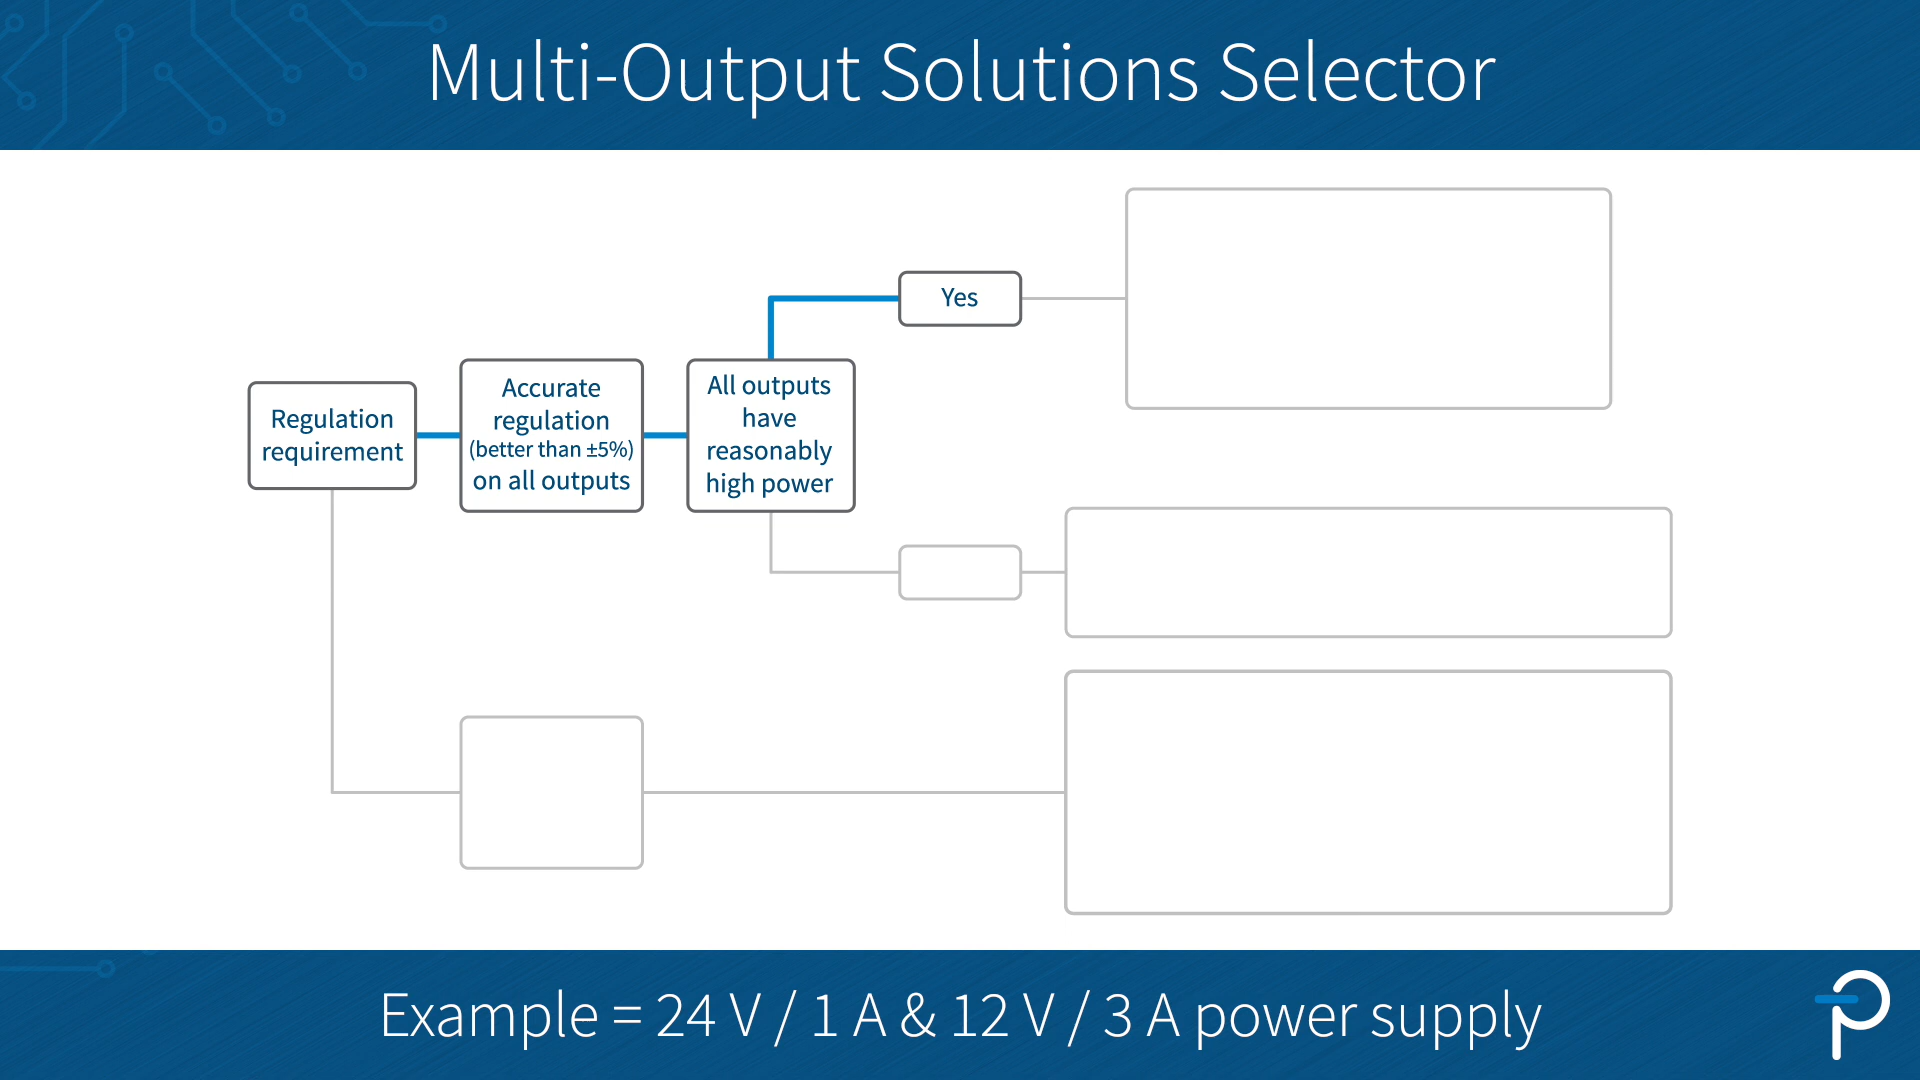 Multi-Output Solutions Selector
Yes
Regulation
requirement
Accurate
regulation
(better than ±5%)
on all outputs
All outputs
have
reasonably
high power
Example = 24 V / 1 A & 12 V / 3 A power supply